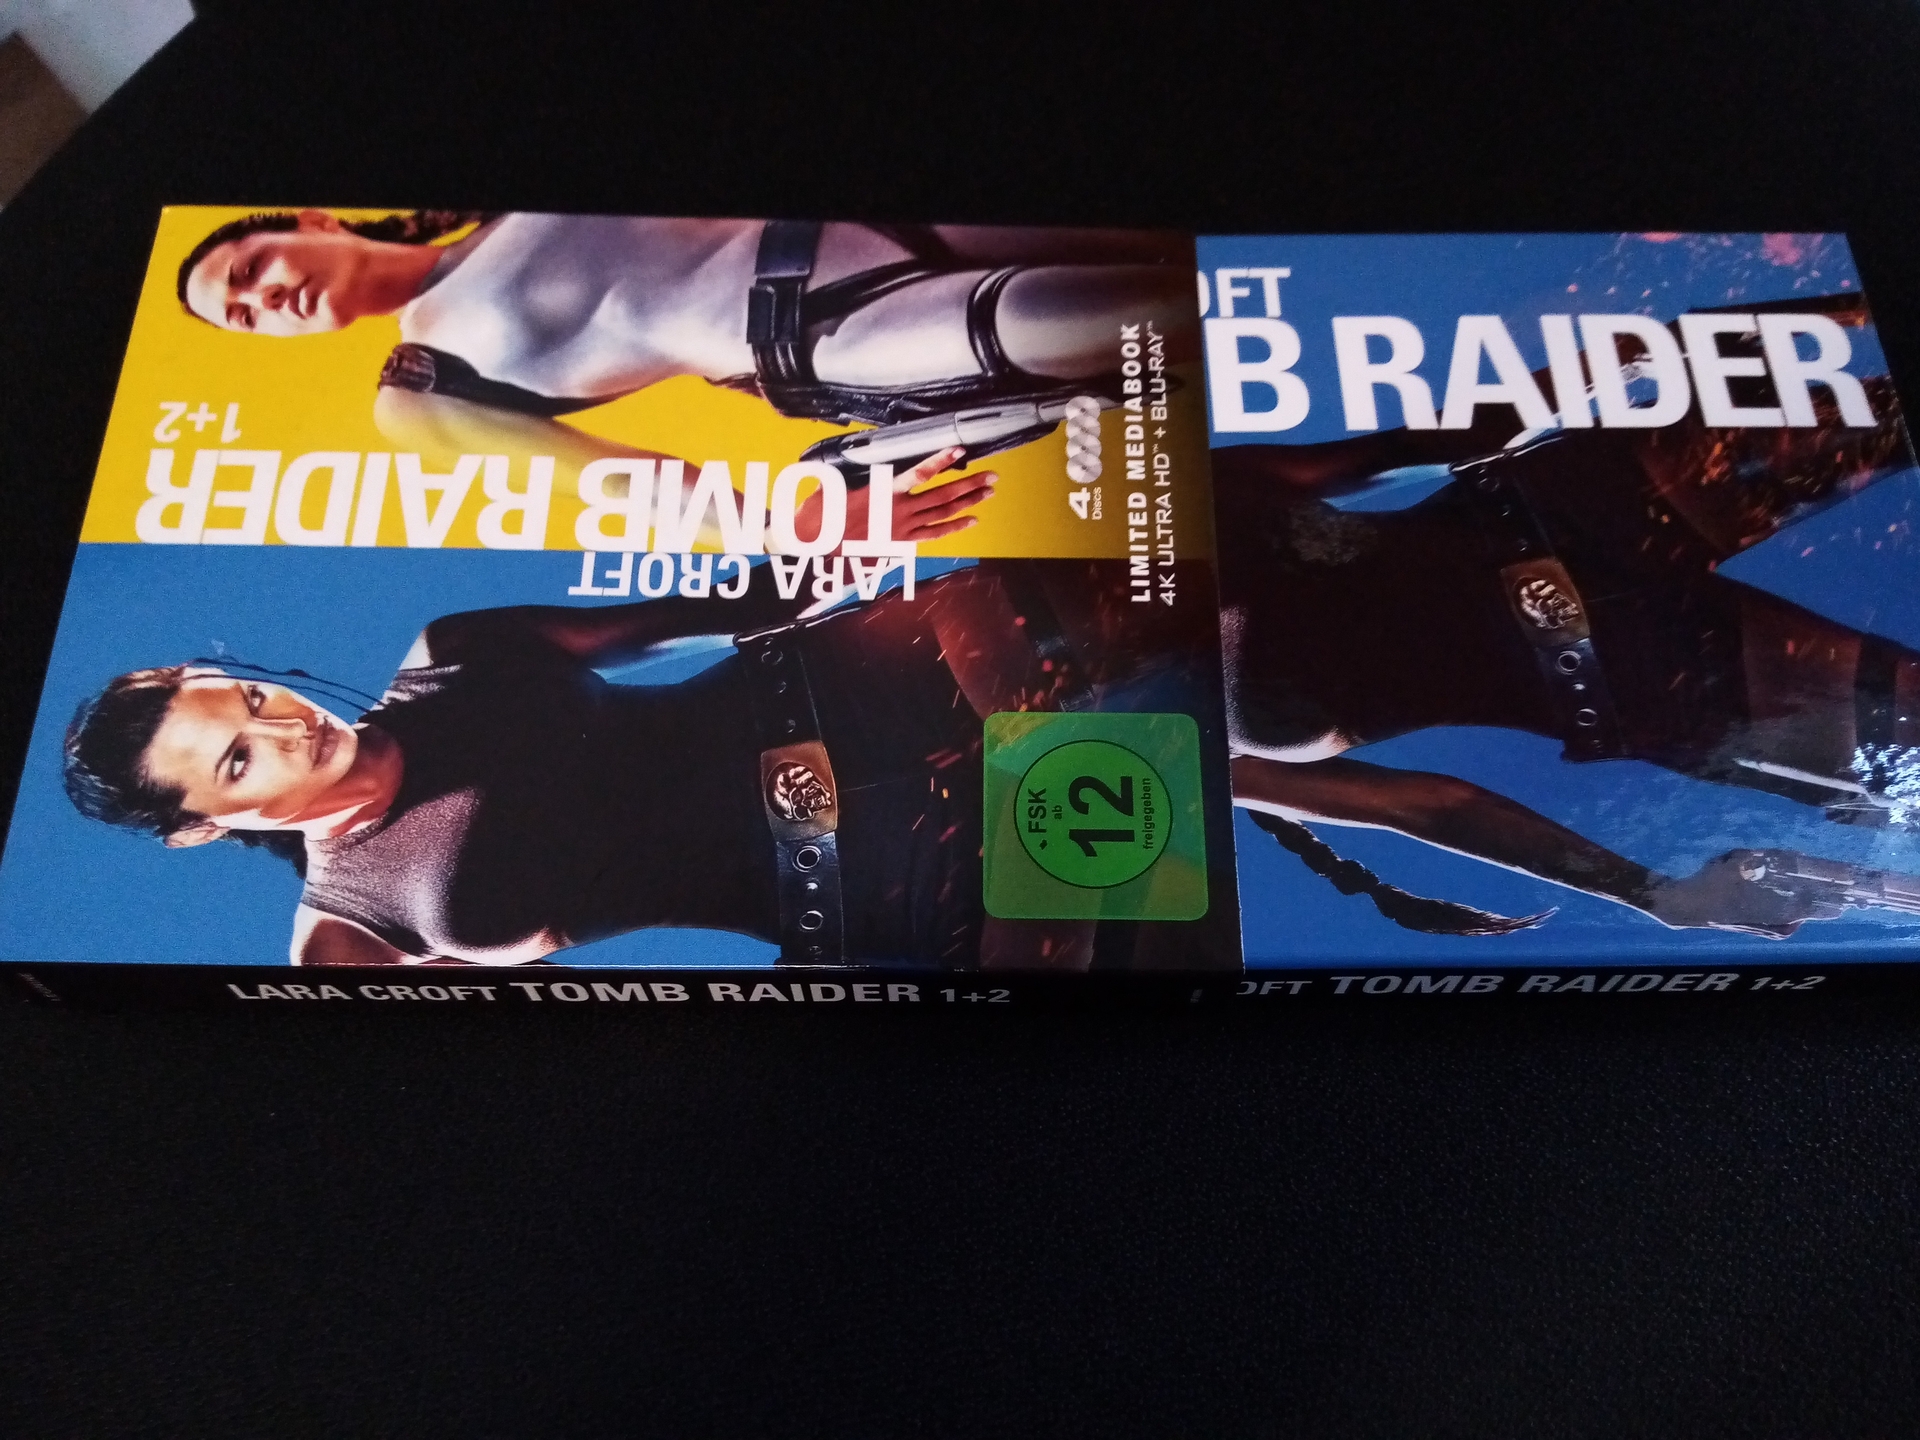 LARA CROFT
TOMB RAIDER
1+2
4
Discs
LIMITED MEDIABOOK
4K ULTRA HD™ + BLU-RAY™
FSK
ab
12
freigegeben
LARA CROFT TOMB RAIDER 1+2
OFT
B RAIDER
OFT TOMB RAIDER 1+2